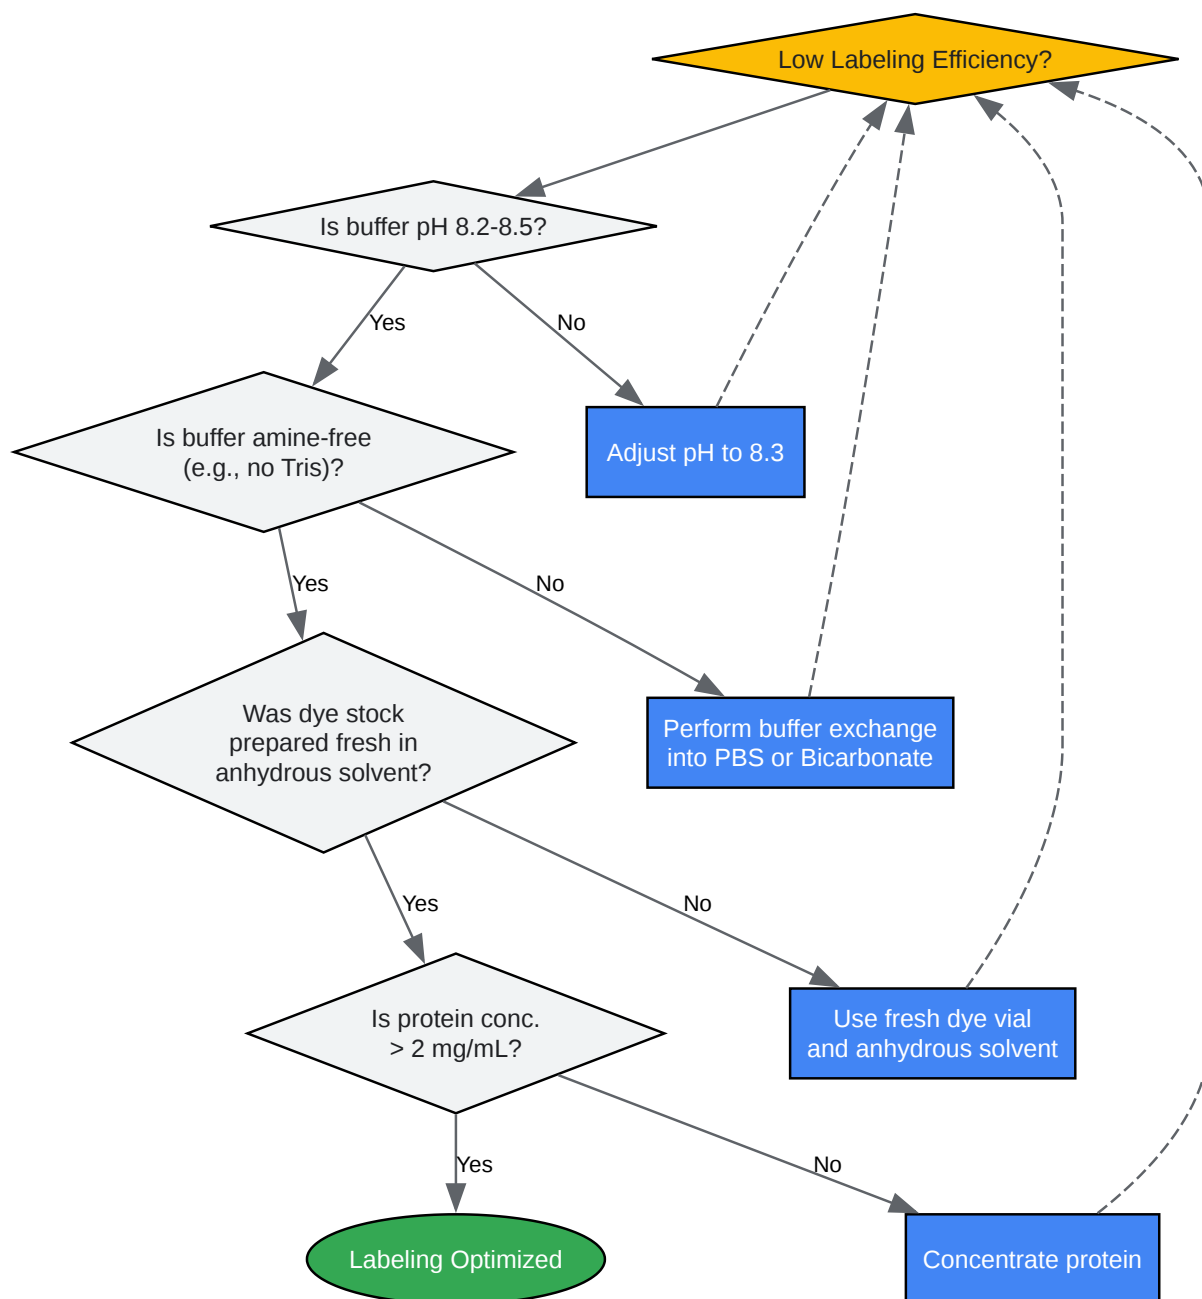 Low Labeling Efficiency?
Is buffer pH 8.2-8.5?
Yes
No
Is buffer amine-free
(e.g., no Tris)?
Adjust pH to 8.3
Yes
No
Was dye stock
prepared fresh in
anhydrous solvent?
Perform buffer exchange
into PBS or Bicarbonate
Yes
No
Is protein conc.
> 2 mg/mL?
Use fresh dye vial
and anhydrous solvent
Yes
No
Labeling Optimized
Concentrate protein